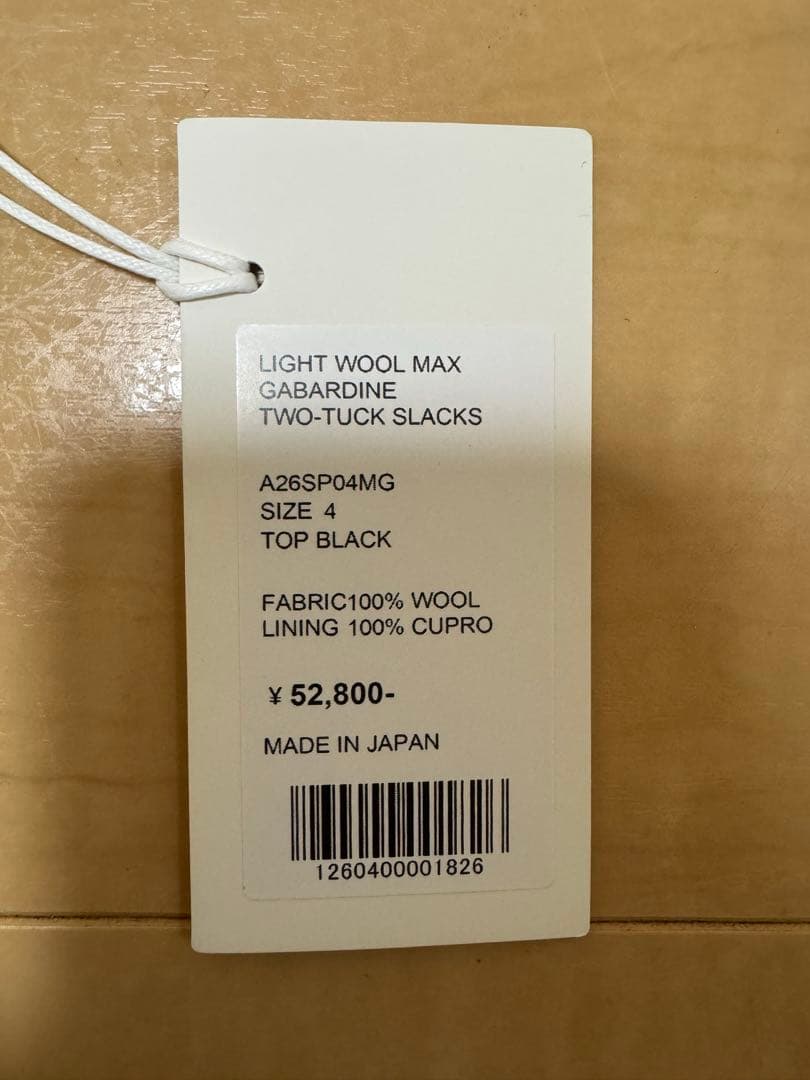 LIGHT WOOL MAX
GABARDINE
TWO-TUCK SLACKS
A26SP04MG
SIZE 4
TOP BLACK
FABRIC100% WOOL
LINING 100% CUPRO
¥ 52,800-
MADE IN JAPAN
1260400001826